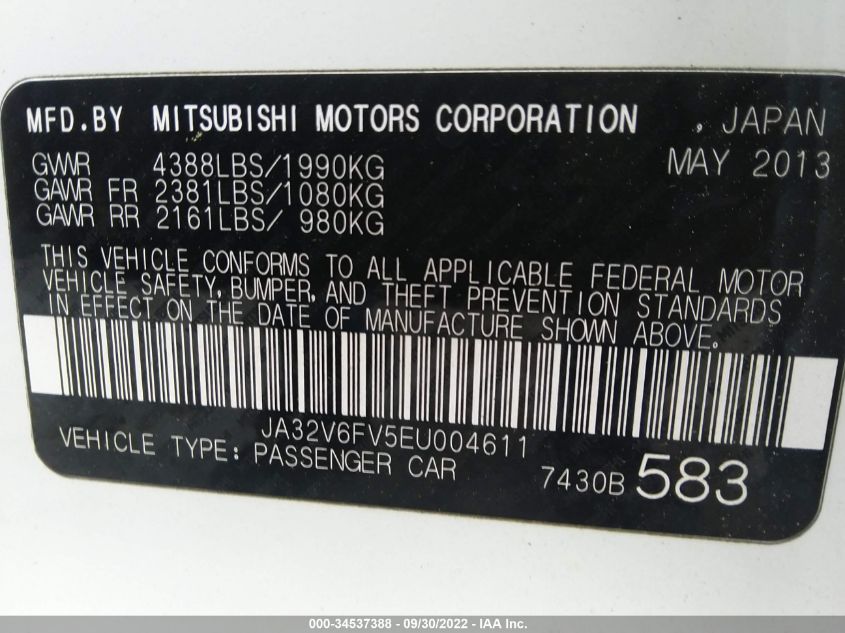 MFD.BY MITSUBISHI MOTORS CORPORATION , JAPAN
GVWR 4388LBS/1990KG MAY 2013
GAWR FR 2381LBS/1080KG
GAWR RR 2161LBS/ 980KG
THIS VEHICLE CONFORMS TO ALL APPLICABLE FEDERAL MOTOR
VEHICLE SAFETY, BUMPER, AND THEFT PREVENTION STANDARDS
IN EFFECT ON THE DATE OF MANUFACTURE SHOWN ABOVE.
JA32V6FV5EU004611
VEHICLE TYPE: PASSENGER CAR 7430B 583
000-34537388 - 09/30/2022 - IAA Inc.